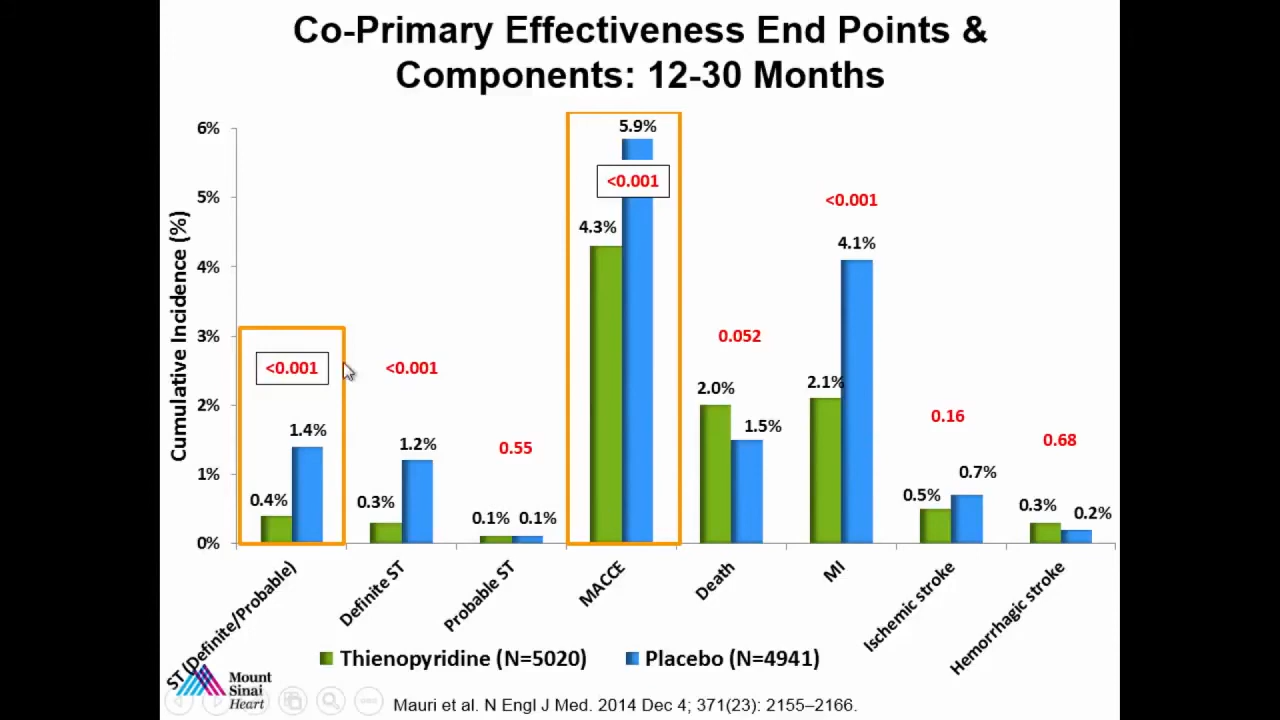 Co-Primary Effectiveness End Points &
Components: 12-30 Months
Cumulative Incidence (%)
6%
5%
4%
3%
2%
1%
0%
<0.001
1.4%
0.4%
<0.001
1.2%
0.3%
0.55
0.1% 0.1%
5.9%
<0.001
4.3%
0.052
2.0%
1.5%
<0.001
4.1%
2.1%
0.16
0.7%
0.5%
0.68
0.3%
0.2%
ST (Definite/Probable)
Definite ST
Probable ST
MACCE
Death
MI
Ischemic stroke
Hemorrhagic stroke
Thienopyridine (N=5020)
Placebo (N=4941)
Mount
Sinai
Heart
Mauri et al. N Engl J Med. 2014 Dec 4; 371(23): 2155–2166.